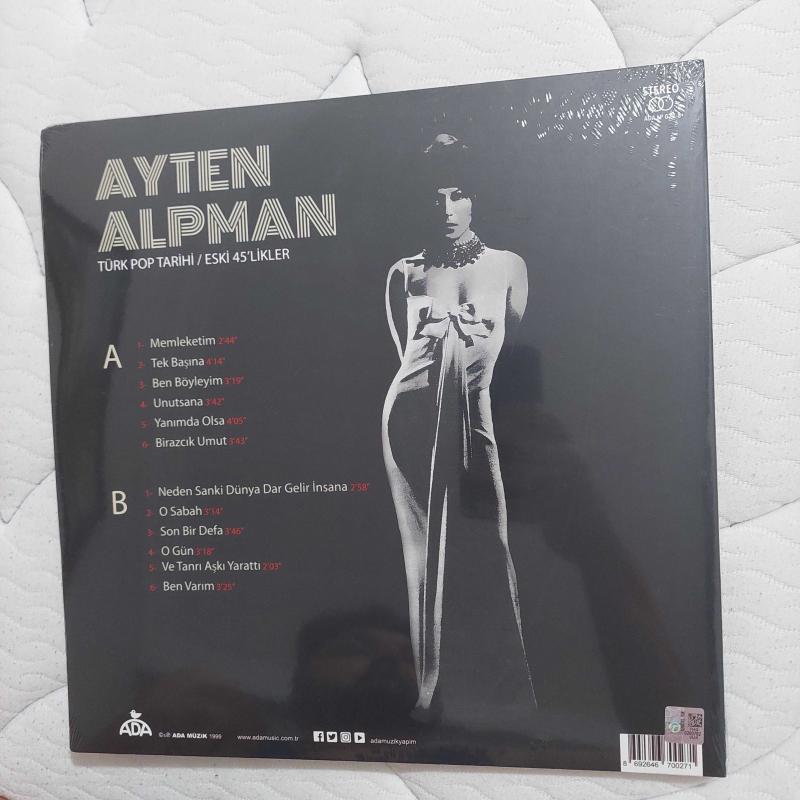 STEREO
AYTEN
ALPMAN
TÜRK POP TARİHİ / ESKİ 45'LİKLER
A
1- Memleketim 2'44"
2- Tek Başına 4'14"
3- Ben Böyleyim 3'19"
4- Unutsana 3'42"
5- Yanımda Olsa 4'05"
6- Birazcık Umut 3'43"
B
1- Neden Sanki Dünya Dar Gelir İnsana 2'58"
2- O Sabah 3'14"
3- Son Bir Defa 3'46"
4- O Gün 3'18"
5- Ve Tanrı Aşkı Yarattı 2'03"
6- Ben Varım 3'25"
ADA
ADA MÜZİK 1999
www.adamusic.com.tr
adamuzikyapim
8 692646 700271